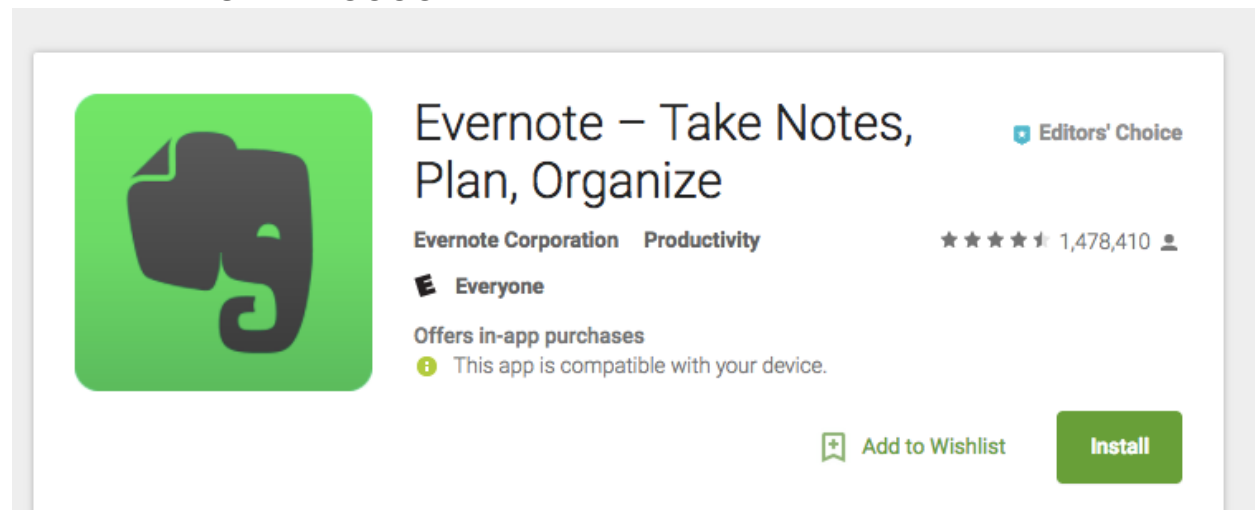 Evernote – Take Notes,
Plan, Organize
Editors' Choice
Evernote Corporation Productivity
1,478,410
E Everyone
Offers in-app purchases
This app is compatible with your device.
Add to Wishlist
Install